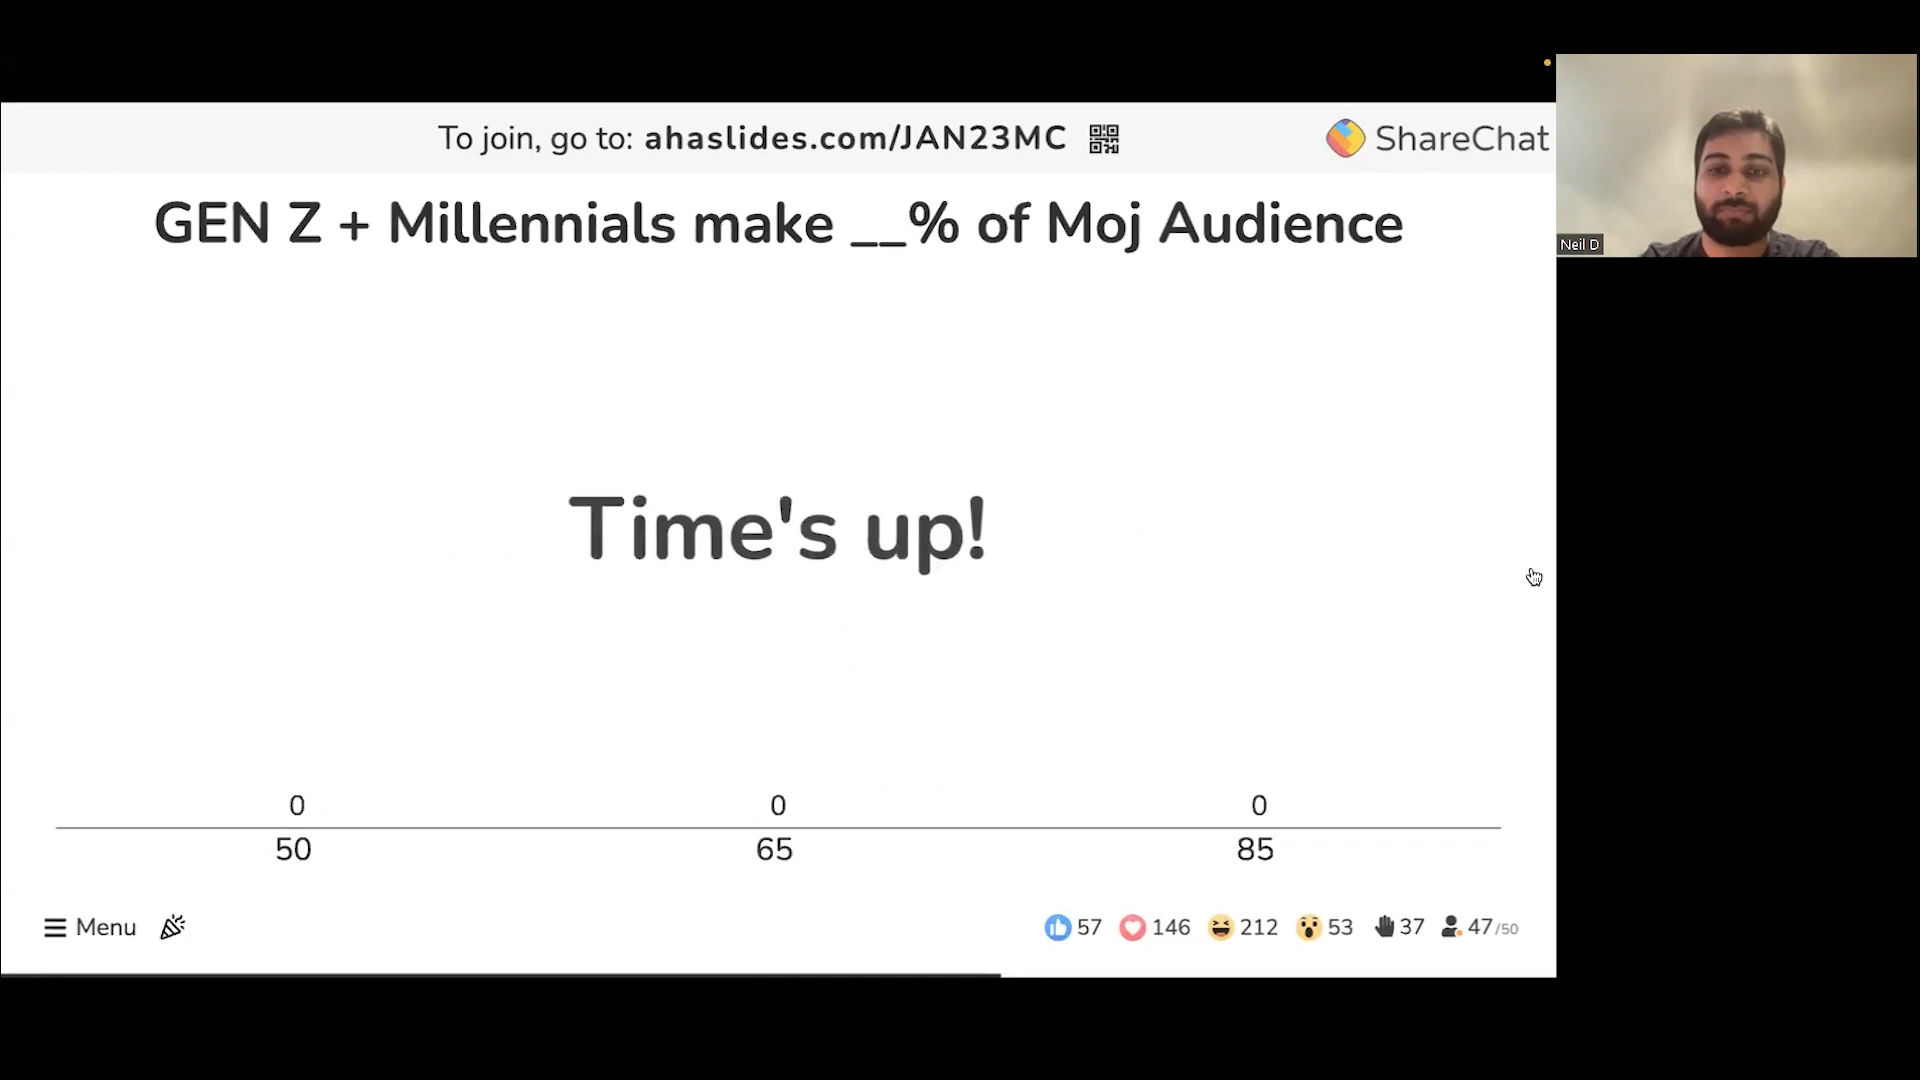 To join, go to: ahaslides.com/JAN23MC
ShareChat
GEN Z + Millennials make __% of Moj Audience
Neil D
Time's up!
0 0 0
50 65 85
Menu 57 146 212 53 37 47/50